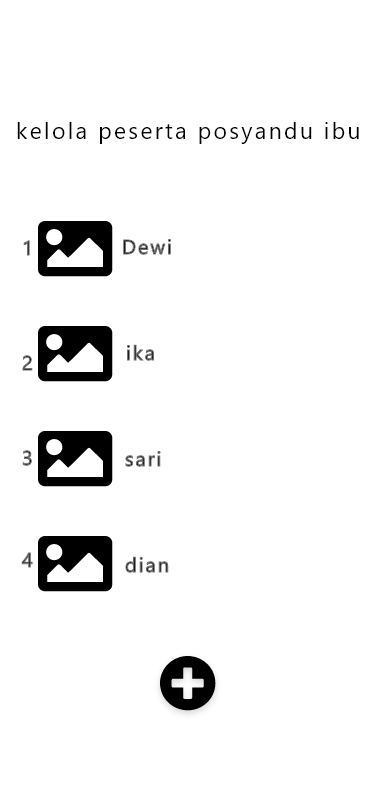 kelola peserta posyandu ibu
1 Dewi
2 ika
3 sari
4 dian